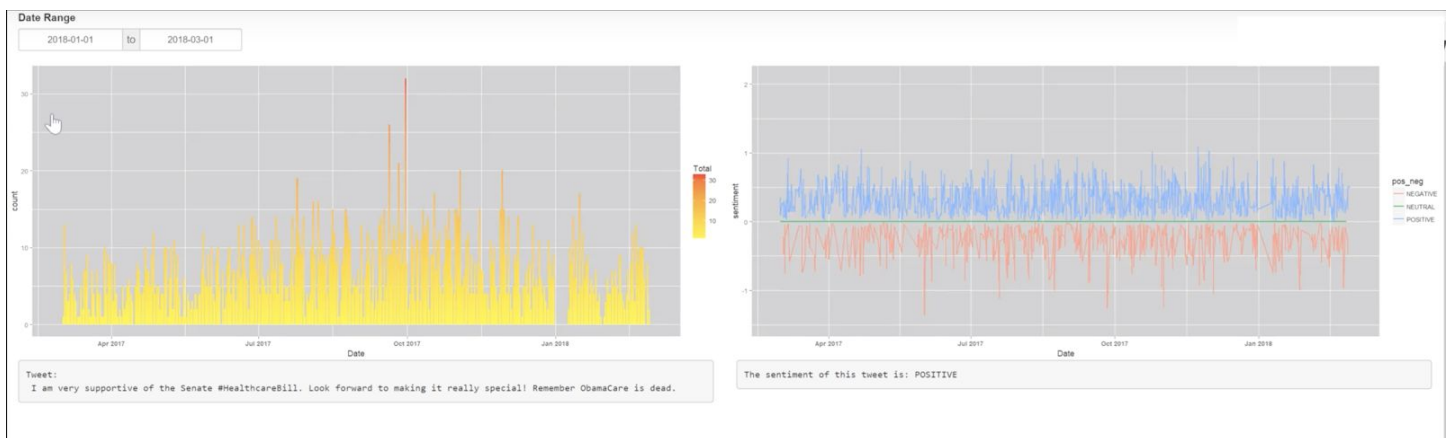 Date Range
2018-01-01 to 2018-03-01
30
20
10
0
count
Apr 2017 Jul 2017 Oct 2017 Jan 2018
Date
Total
30
20
10
2
1
0
-1
sentiment
Apr 2017 Jul 2017 Oct 2017 Jan 2018
Date
pos_neg
NEGATIVE
NEUTRAL
POSITIVE
Tweet:
I am very supportive of the Senate #HealthcareBill. Look forward to making it really special! Remember ObamaCare is dead.
The sentiment of this tweet is: POSITIVE